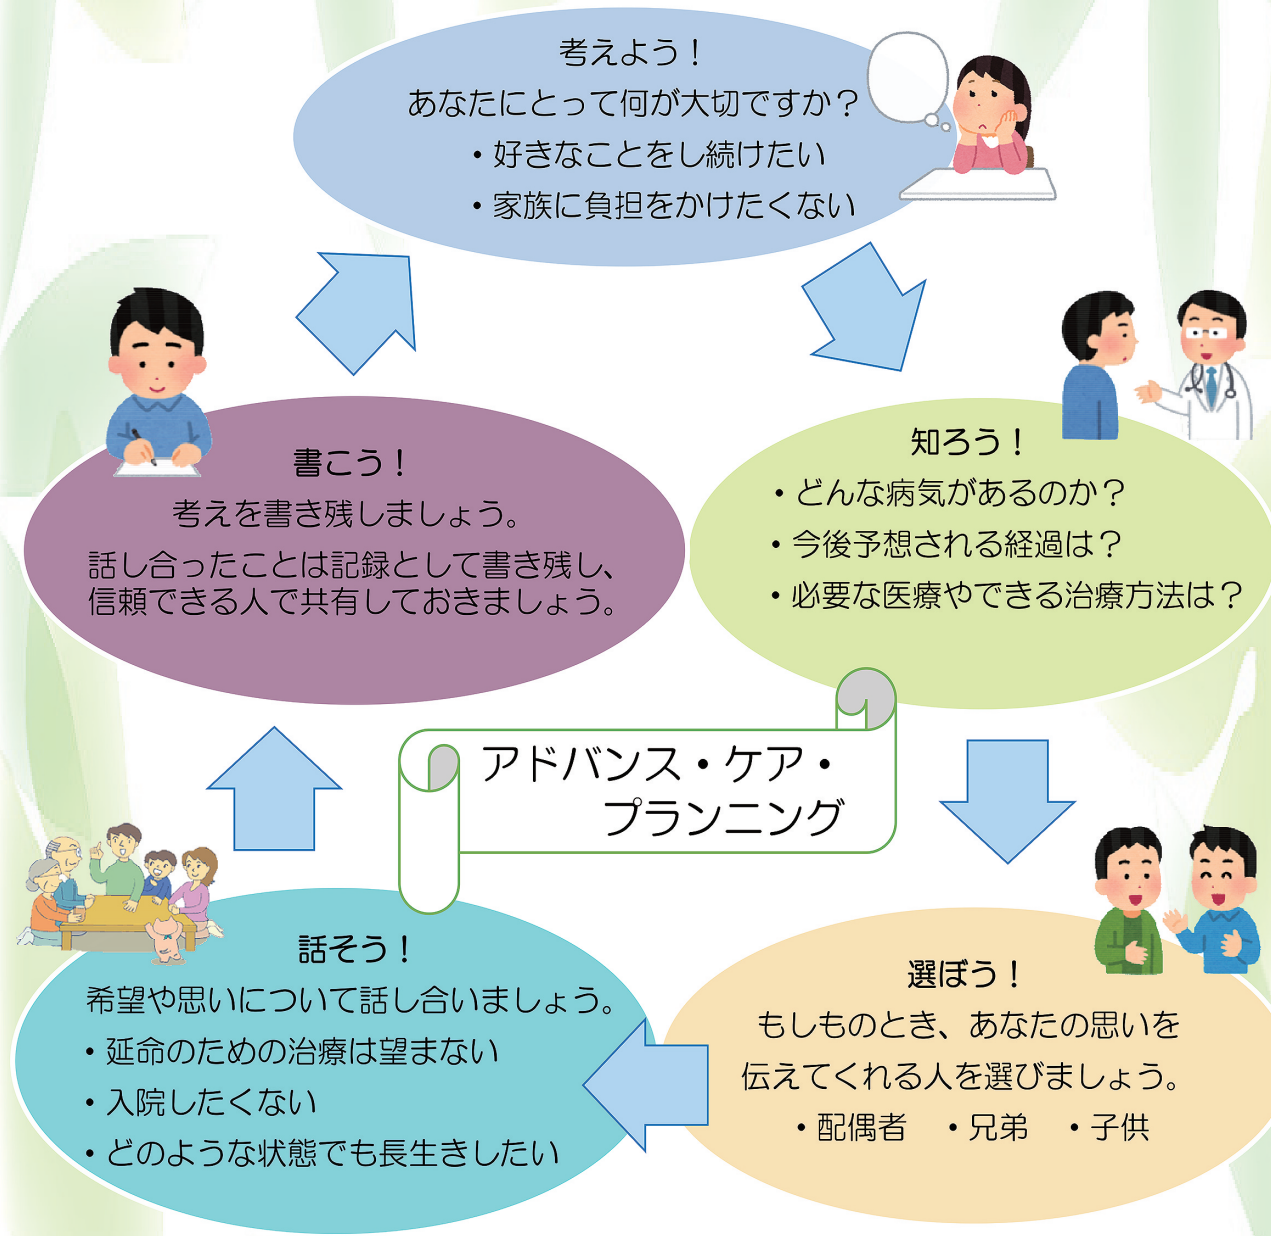 考えよう！
あなたにとって何が大切ですか？
・好きなことをし続けたい
・家族に負担をかけたくない
知ろう！
・どんな病気があるのか？
・今後予想される経過は？
・必要な医療やできる治療方法は？
選ぼう！
もしものとき、あなたの思いを
伝えてくれる人を選びましょう。
・配偶者　・兄弟　・子供
話そう！
希望や思いについて話し合いましょう。
・延命のための治療は望まない
・入院したくない
・どのような状態でも長生きしたい
書こう！
考えを書き残しましょう。
話し合ったことは記録として書き残し、
信頼できる人で共有しておきましょう。
アドバンス・ケア・
プランニング